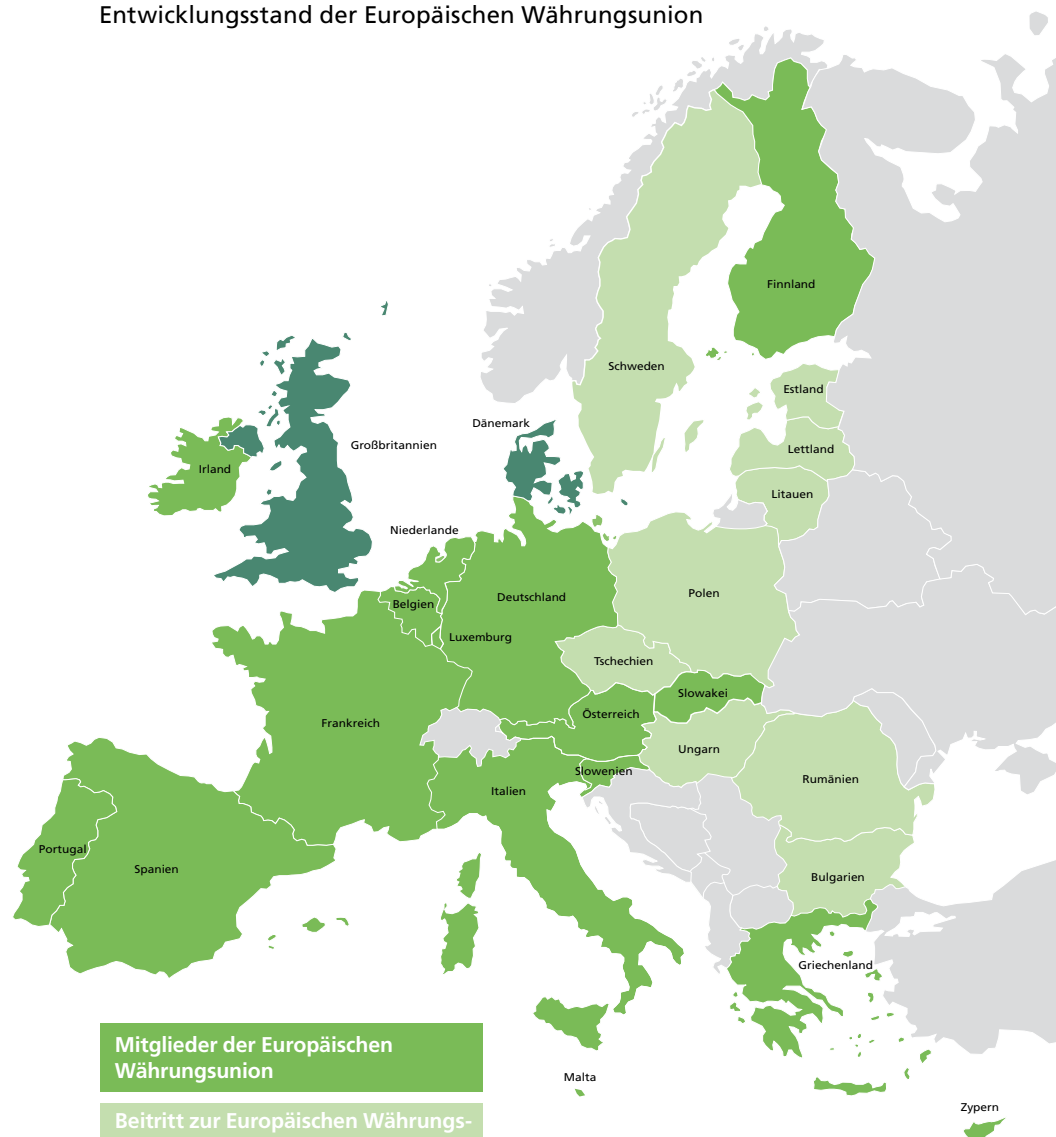 Entwicklungsstand der Europäischen Währungsunion
Finnland
Schweden
Estland
Dänemark
Großbritannien
Lettland
Irland
Litauen
Niederlande
Polen
Deutschland
Belgien
Luxemburg
Tschechien
Slowakei
Österreich
Frankreich
Ungarn
Slowenien
Rumänien
Italien
Portugal
Spanien
Bulgarien
Griechenland
Mitglieder der Europäischen
Währungsunion
Malta
Zypern
Beitritt zur Europäischen Währungs-